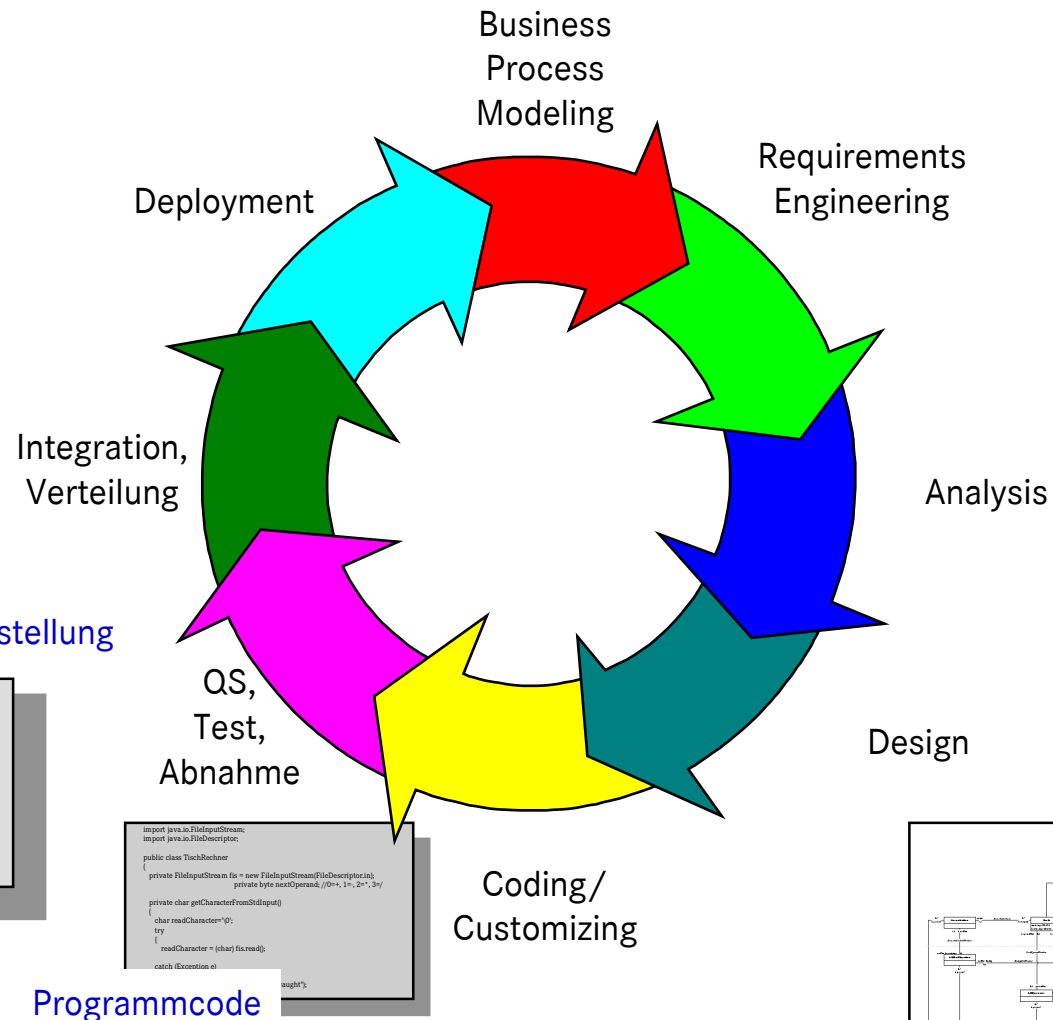 Business
Process
Modeling
Requirements
Engineering
Deployment
Integration,
Verteilung
Analysis
stellung
QS,
Test,
Abnahme
Design
Coding/
Customizing
import java.io.FileInputStream;
import java.io.FileDescriptor;
public class TischRechner
{
private FileInputStream fis = new FileInputStream(FileDescriptor.in);
private byte nextOperand; //0=+, 1=-, 2=*, 3=/
private char getCharacterFromStdInput()
{
char readCharacter='\0';
try
{
readCharacter = (char) fis.read();
catch (Exception e)
aught");
Programmcode